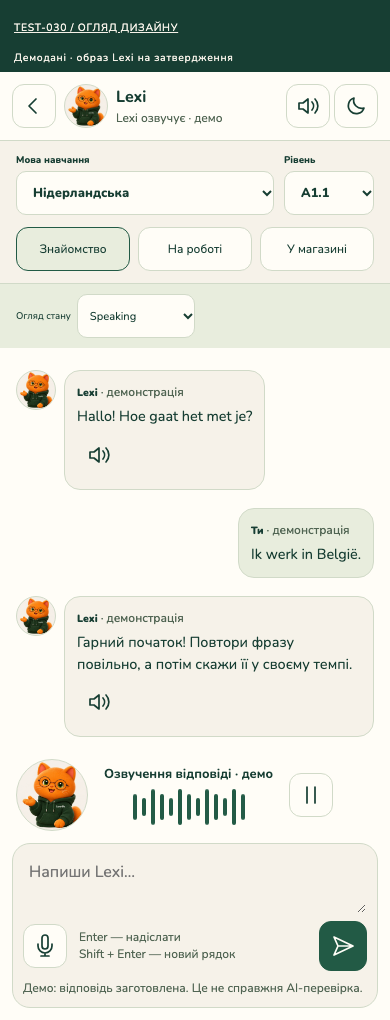 TEST-030 / ОГЛЯД ДИЗАЙНУ
Демодані · образ Lexi на затвердження
Lexi
Lexi озвучує · демо
Мова навчання
Рівень
Нідерландська
A1.1
Знайомство
На роботі
У магазині
Огляд стану
Speaking
Lexi · демонстрація
Hallo! Hoe gaat het met je?
Ти · демонстрація
Ik werk in België.
Lexi · демонстрація
Гарний початок! Повтори фразу
повільно, а потім скажи її у своєму темпі.
Озвучення відповіді · демо
Напиши Lexi...
Enter — надіслати
Shift + Enter — новий рядок
Демо: відповідь заготовлена. Це не справжня AI-перевірка.